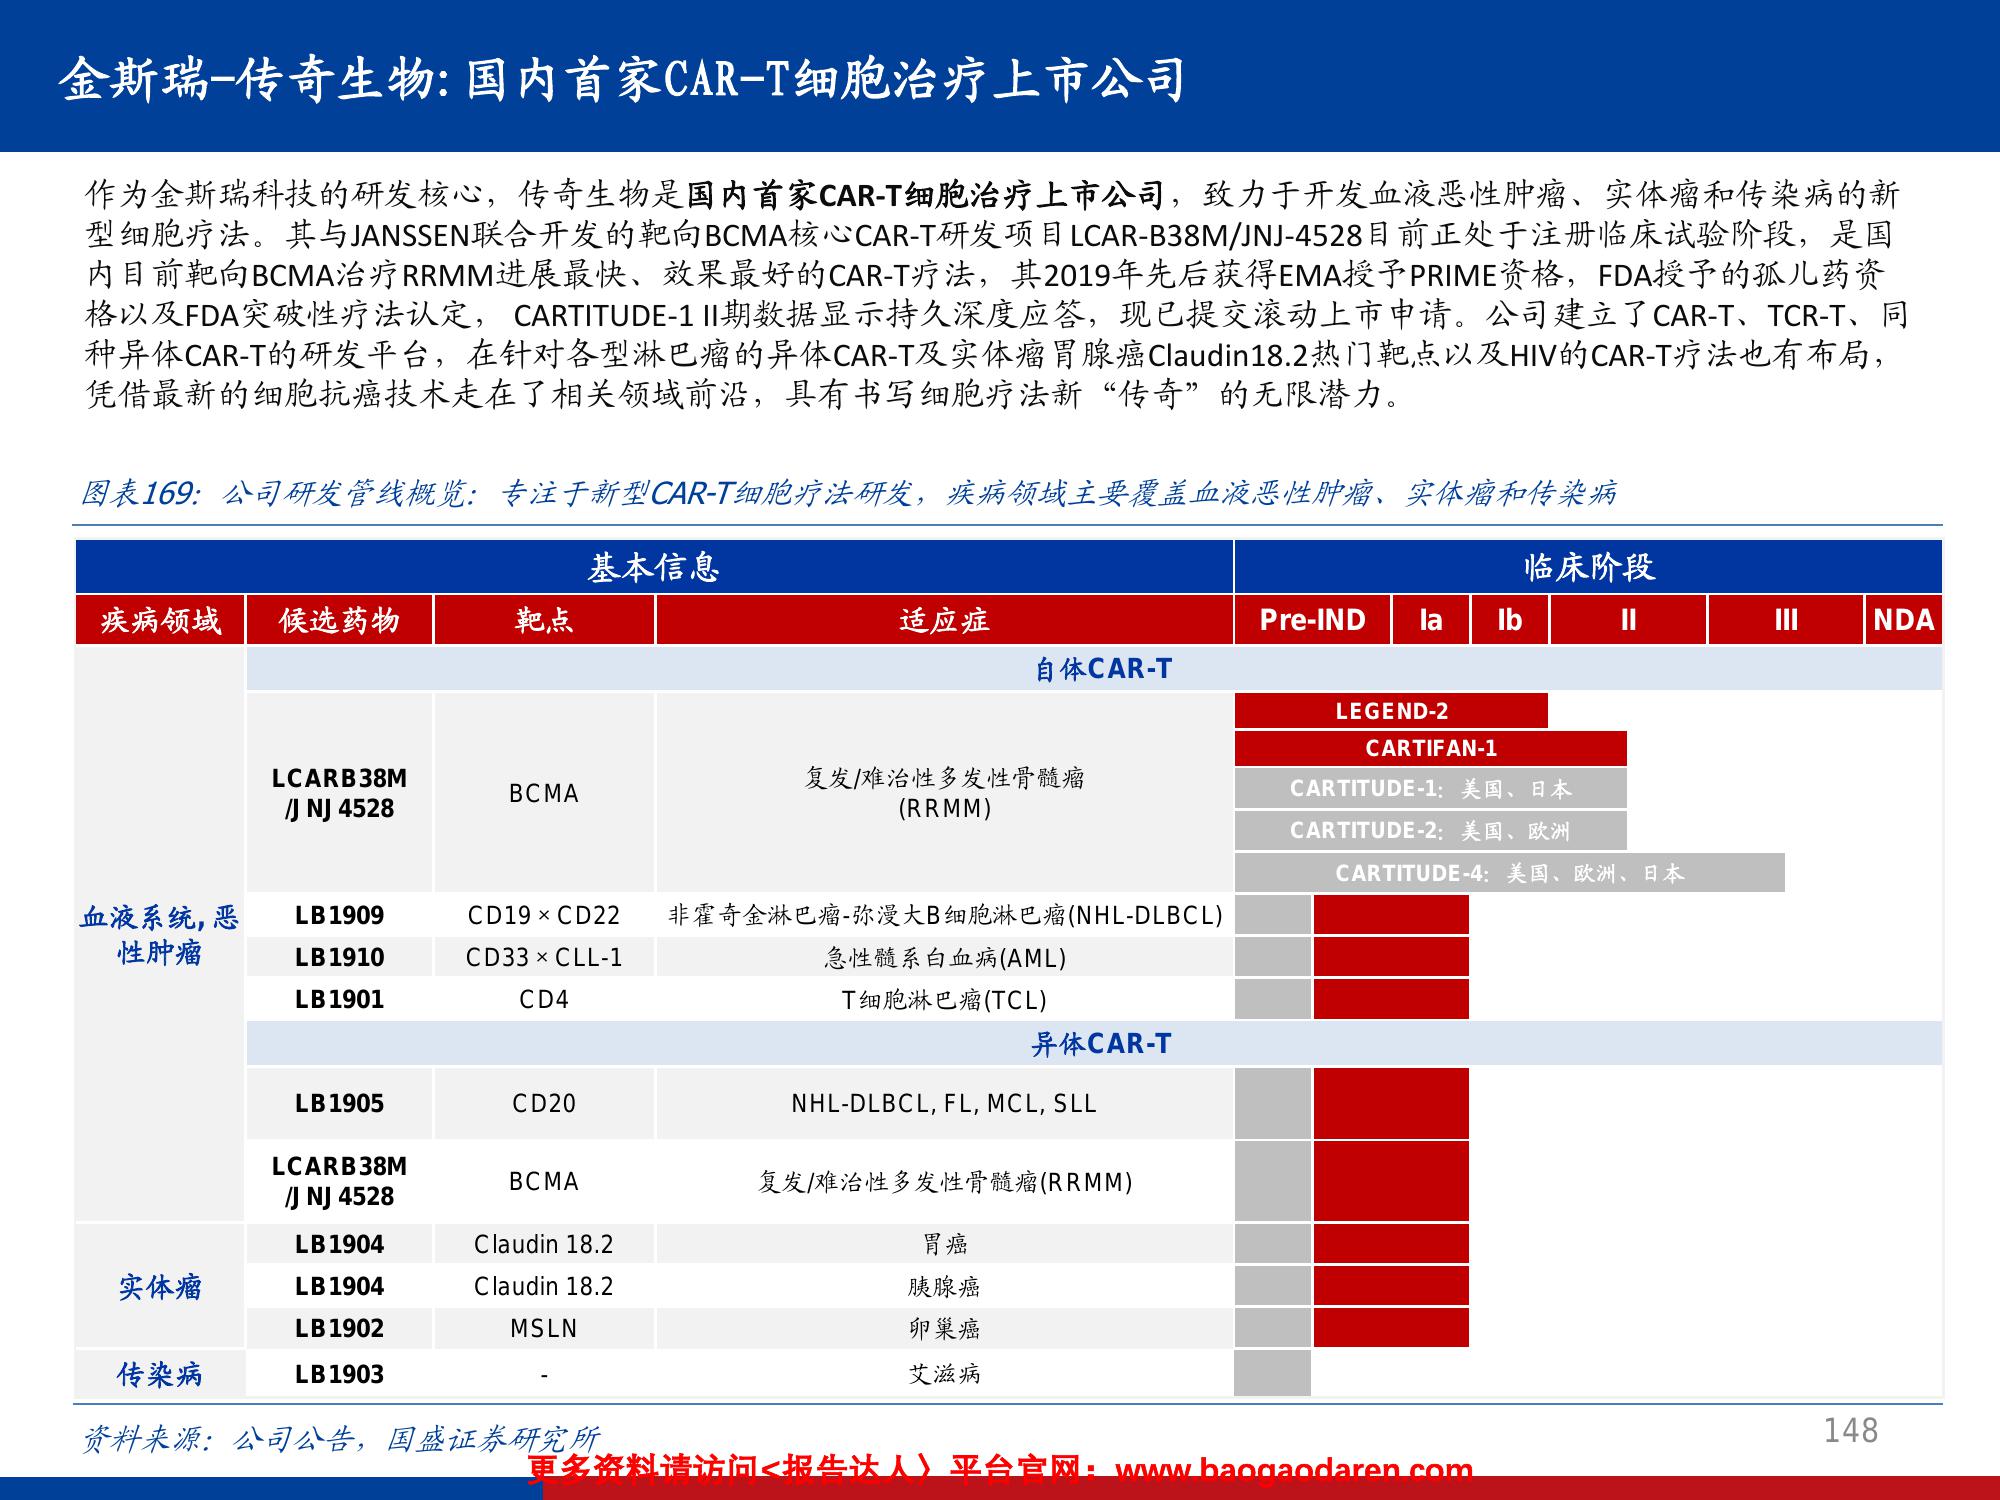 金斯瑞-传奇生物：国内首家CAR-T细胞治疗上市公司
作为金斯瑞科技的研发核心，传奇生物是国内首家CAR-T细胞治疗上市公司，致力于开发血液恶性肿瘤、实体瘤和传染病的新
型细胞疗法。其与JANSSEN联合开发的靶向BCMA核心CAR-T研发项目LCAR-B38M/JNJ-4528目前正处于注册临床试验阶段，是国
内目前靶向BCMA治疗RRMM进展最快、效果最好的CAR-T疗法，其2019年先后获得EMA授予PRIME资格，FDA授予的孤儿药资
格以及FDA突破性疗法认定， CARTITUDE-1 II期数据显示持久深度应答，现已提交滚动上市申请。公司建立了CAR-T、TCR-T、同
种异体CAR-T的研发平台，在针对各型淋巴瘤的异体CAR-T及实体瘤胃腺癌Claudin18.2热门靶点以及HIV的CAR-T疗法也有布局，
凭借最新的细胞抗癌技术走在了相关领域前沿，具有书写细胞疗法新“传奇”的无限潜力。
图表169：公司研发管线概览：专注于新型CAR-T细胞疗法研发，疾病领域主要覆盖血液恶性肿瘤、实体瘤和传染病
基本信息 临床阶段
疾病领域 候选药物 靶点 适应症 Pre-IND Ia Ib II III NDA
自体CAR-T
LEGEND-2
CARTIFAN-1
LCARB38M
/JNJ4528
BCMA
复发/难治性多发性骨髓瘤
(RRMM)
CARTITUDE-1：美国、日本
CARTITUDE-2：美国、欧洲
CARTITUDE-4：美国、欧洲、日本
血液系统,恶
性肿瘤
LB1909 CD19×CD22 非霍奇金淋巴瘤-弥漫大B细胞淋巴瘤(NHL-DLBCL)
LB1910 CD33×CLL-1 急性髓系白血病(AML)
LB1901 CD4 T细胞淋巴瘤(TCL)
异体CAR-T
LB1905 CD20 NHL-DLBCL, FL, MCL, SLL
LCARB38M
/JNJ4528
BCMA 复发/难治性多发性骨髓瘤(RRMM)
实体瘤
LB1904 Claudin 18.2 胃癌
LB1904 Claudin 18.2 胰腺癌
LB1902 MSLN 卵巢癌
传染病 LB1903 - 艾滋病
资料来源：公司公告，国盛证券研究所
148
更多资料请访问<报告达人〉平台官网：www.baogaodaren.com